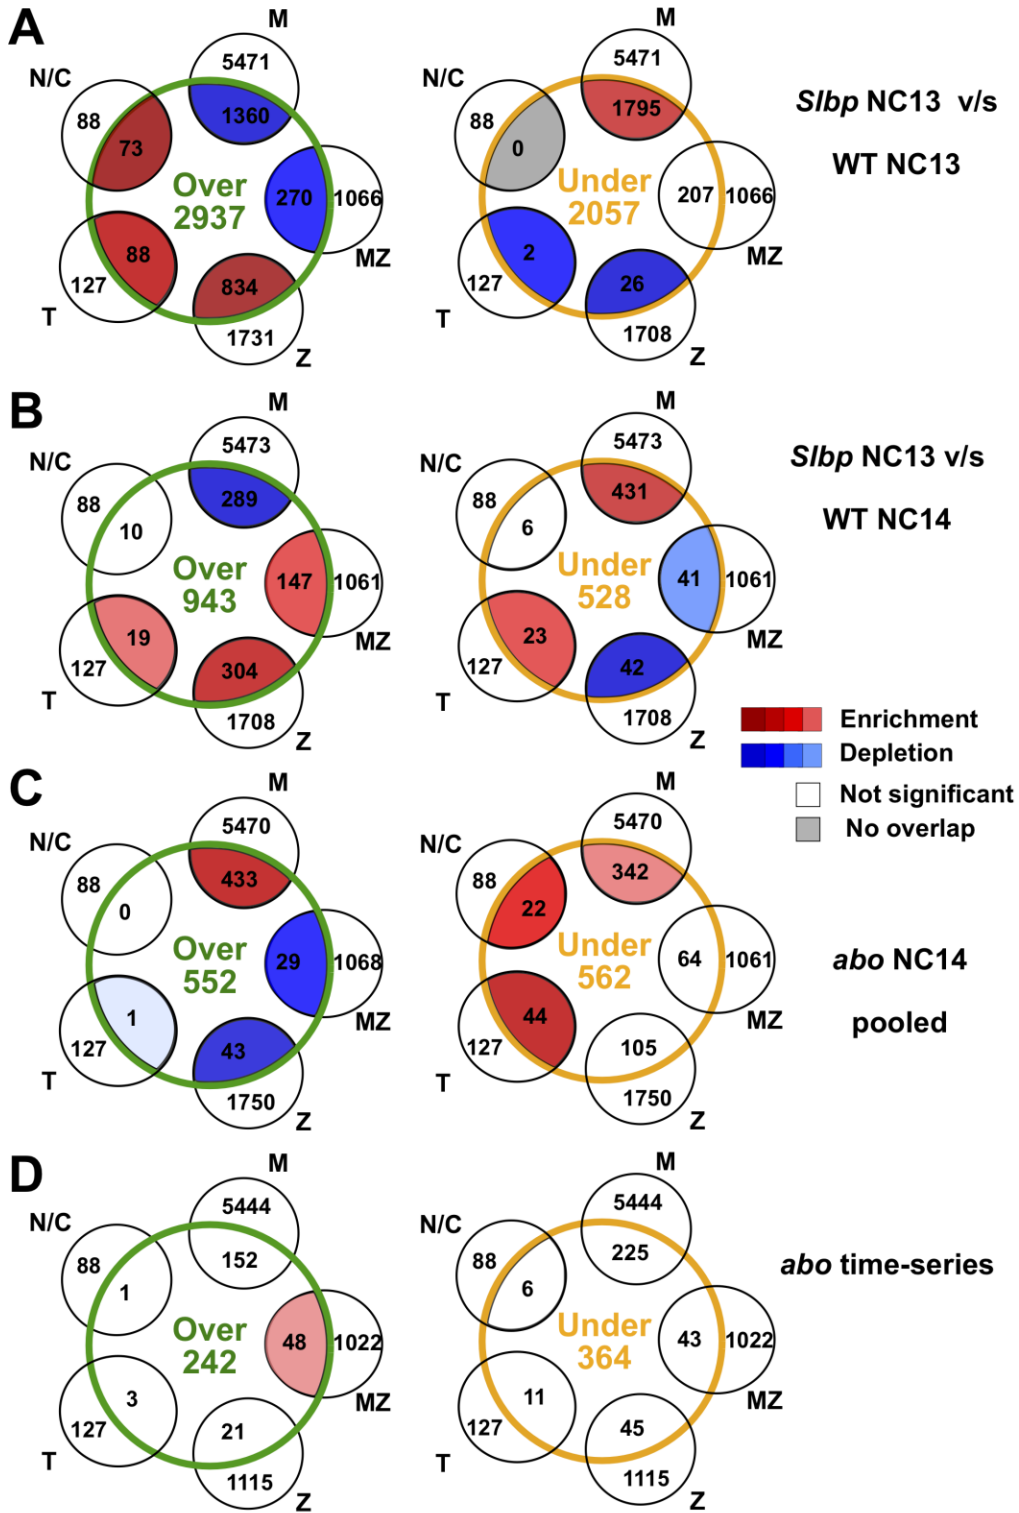 A
M
5471
1360
N/C
88
73
Over
2937
270
1066
MZ
88
127
T
834
1731
Z
M
5471
1795
N/C
88
0
Under
2057
207
1066
MZ
2
127
T
26
1708
Z
Slbp NC13 v/s
WT NC13
B
M
5473
289
N/C
88
10
Over
943
147
1061
MZ
19
127
T
304
1708
Z
M
5473
431
N/C
88
6
Under
528
41
1061
MZ
23
127
T
42
1708
Z
Slbp NC13 v/s
WT NC14
Enrichment
Depletion
Not significant
No overlap
C
M
5470
433
N/C
88
0
Over
552
29
1068
MZ
1
127
T
43
1750
Z
M
5470
342
N/C
88
22
Under
562
64
1061
MZ
44
127
T
105
1750
Z
abo NC14
pooled
D
M
5444
152
N/C
88
1
Over
242
48
1022
MZ
3
127
T
21
1115
Z
M
5444
225
N/C
88
6
Under
364
43
1022
MZ
11
127
T
45
1115
Z
abo time-series